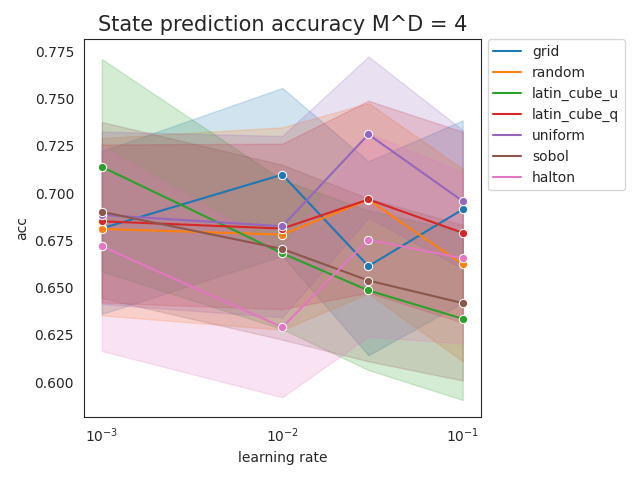 State prediction accuracy M^D = 4
acc
0.775
0.750
0.725
0.700
0.675
0.650
0.625
0.600
10⁻³
10⁻²
10⁻¹
learning rate
grid
random
latin_cube_u
latin_cube_q
uniform
sobol
halton